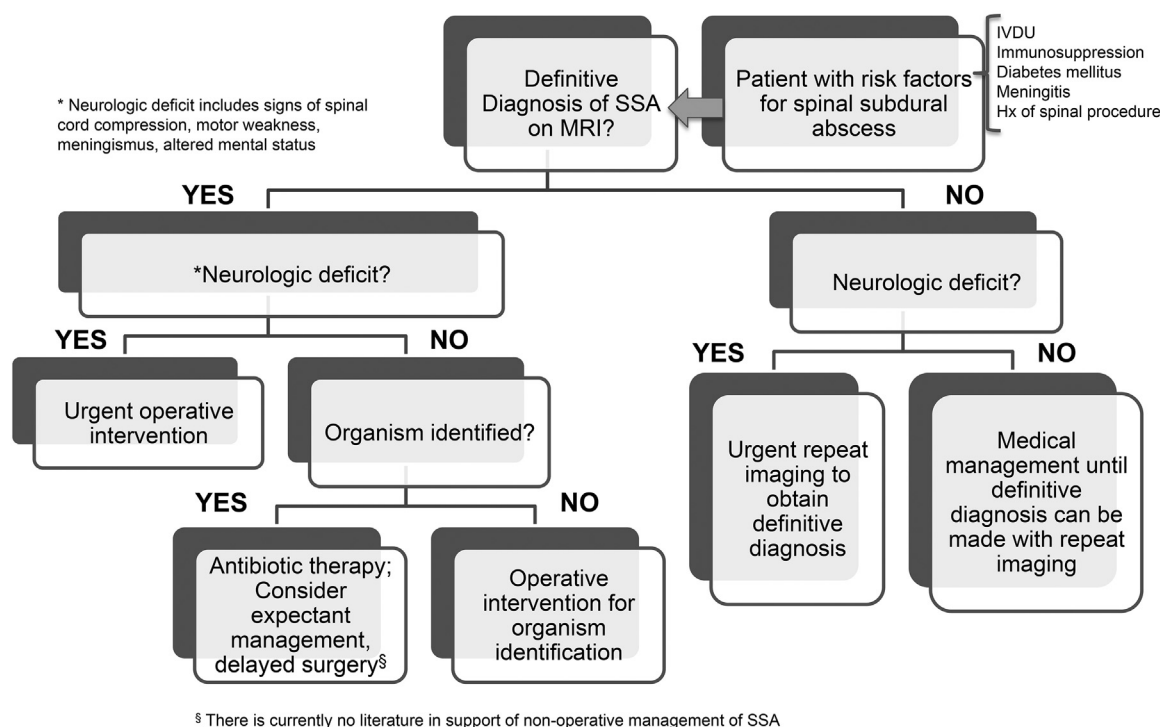 Definitive
Diagnosis of SSA
on MRI?
Patient with risk factors
for spinal subdural
abscess
IVDU
Immunosuppression
Diabetes mellitus
Meningitis
Hx of spinal procedure
* Neurologic deficit includes signs of spinal
cord compression, motor weakness,
meningismus, altered mental status
YES
NO
*Neurologic deficit?
Neurologic deficit?
YES
NO
YES
NO
Urgent operative
intervention
Organism identified?
Urgent repeat
imaging to
obtain
definitive
diagnosis
Medical
management until
definitive
diagnosis can be
made with repeat
imaging
YES
NO
Antibiotic therapy;
Consider
expectant
management,
delayed surgery§
Operative
intervention for
organism
identification
§ There is currently no literature in support of non-operative management of SSA